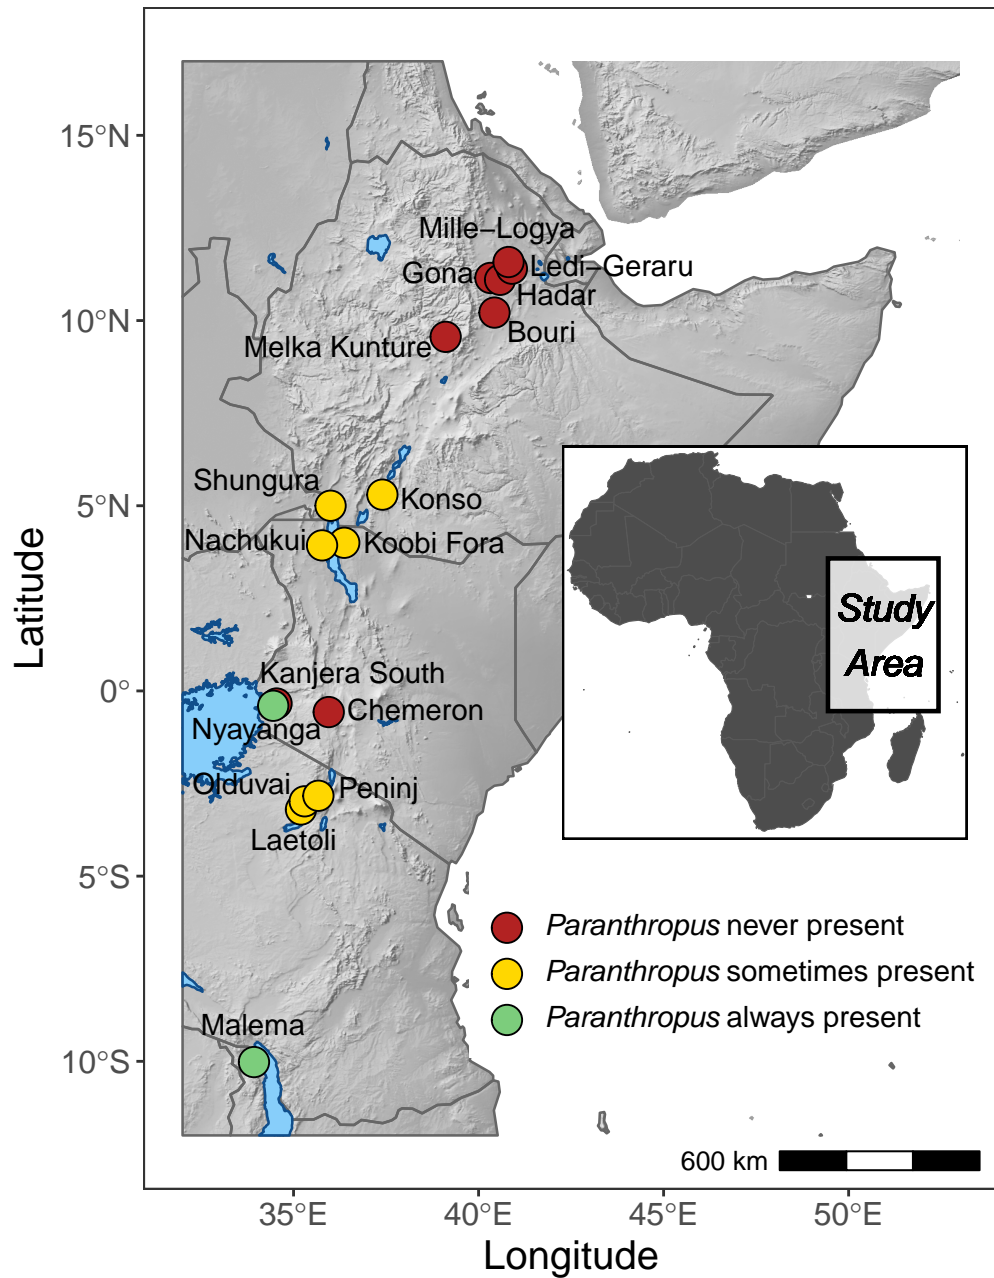 15°N
Mille–Logya
Gona
Ledi–Geraru
Hadar
10°N
Bouri
Melka Kunture
Shungura
Konso
5°N
Nachukui
Koobi Fora
Study
Area
Latitude
Kanjera South
0°
Chemeron
Nyayanga
Olduvai
Peninj
Laetoli
5°S
Paranthropus never present
Paranthropus sometimes present
Paranthropus always present
Malema
10°S
600 km
35°E
40°E
45°E
50°E
Longitude